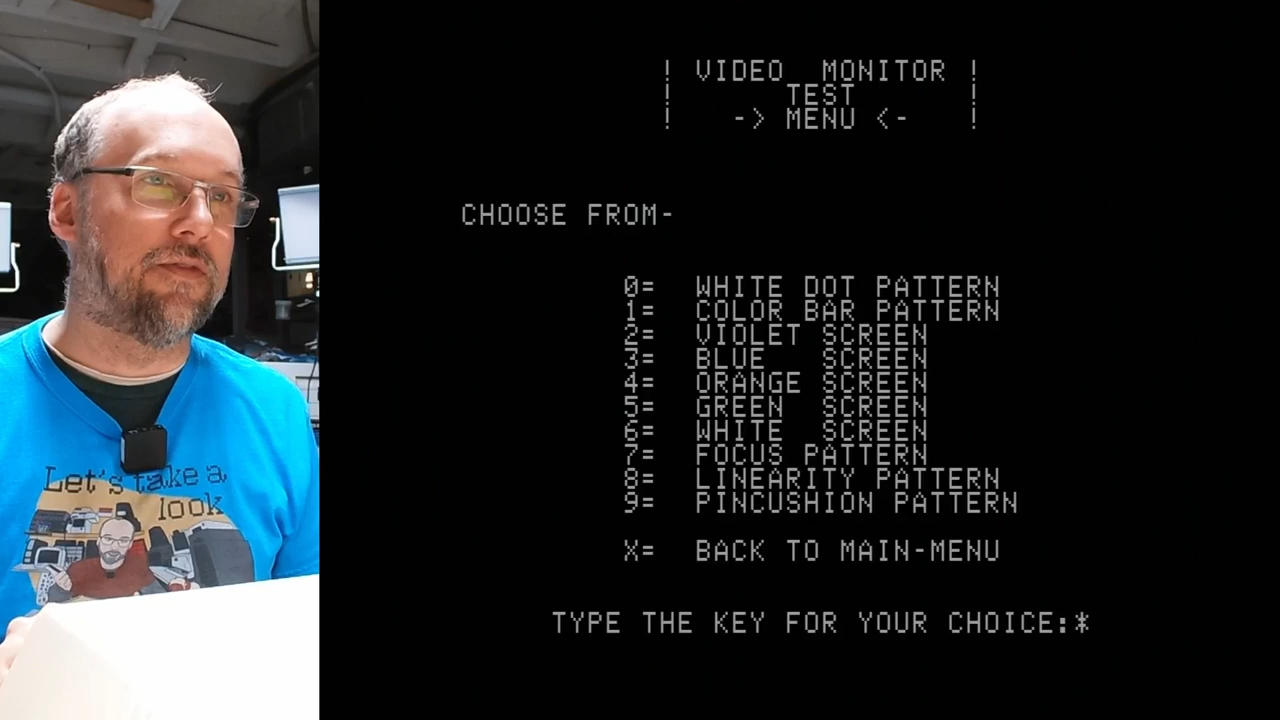 ! VIDEO MONITOR !
! TEST !
! -> MENU <- !
CHOOSE FROM-
0= WHITE DOT PATTERN
1= COLOR BAR PATTERN
2= VIOLET SCREEN
3= BLUE SCREEN
4= ORANGE SCREEN
5= GREEN SCREEN
6= WHITE SCREEN
7= FOCUS PATTERN
8= LINEARITY PATTERN
9= PINCUSHION PATTERN
X= BACK TO MAIN-MENU
TYPE THE KEY FOR YOUR CHOICE:*
Let's take a
look